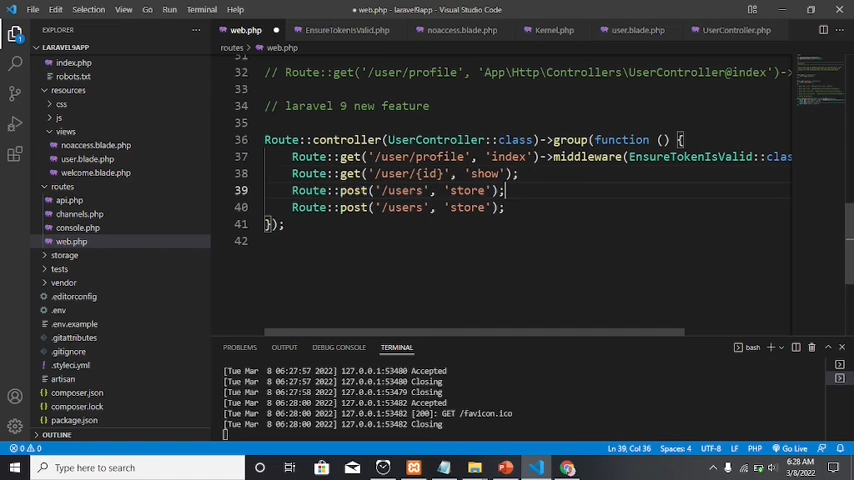 File Edit Selection View Go Run Terminal Help
web.php - laravel9app - Visual Studio Code
EXPLORER
web.php
EnsureTokenIsValid.php
noaccess.blade.php
Kernel.php
user.blade.php
UserController.php
LARAVEL9APP
routes > web.php
index.php
robots.txt
resources
css
js
views
noaccess.blade.php
user.blade.php
welcome.blade.php
routes
api.php
channels.php
console.php
web.php
storage
tests
vendor
.editorconfig
.env
.env.example
.gitattributes
.gitignore
.styleci.yml
artisan
composer.json
composer.lock
package.json
OUTLINE
31
32 // Route::get('/user/profile', 'App\Http\Controllers\UserController@index')->
33
34 // laravel 9 new feature
35
36 Route::controller(UserController::class)->group(function () {
37 Route::get('/user/profile', 'index')->middleware(EnsureTokenIsValid::clas
38 Route::get('/user/{id}', 'show');
39 Route::post('/users', 'store');
40 Route::post('/users', 'store');
41 });
42
PROBLEMS OUTPUT DEBUG CONSOLE TERMINAL
bash
[Tue Mar 8 06:27:57 2022] 127.0.0.1:53480 Accepted
[Tue Mar 8 06:27:57 2022] 127.0.0.1:53480 Closing
[Tue Mar 8 06:27:58 2022] 127.0.0.1:53479 Closing
[Tue Mar 8 06:28:00 2022] 127.0.0.1:53482 Accepted
[Tue Mar 8 06:28:00 2022] 127.0.0.1:53482 [200]: GET /favicon.ico
[Tue Mar 8 06:28:00 2022] 127.0.0.1:53482 Closing
0 0
Ln 39, Col 36 Spaces: 4 UTF-8 LF PHP Go Live
Type here to search
6:28 AM
3/8/2022